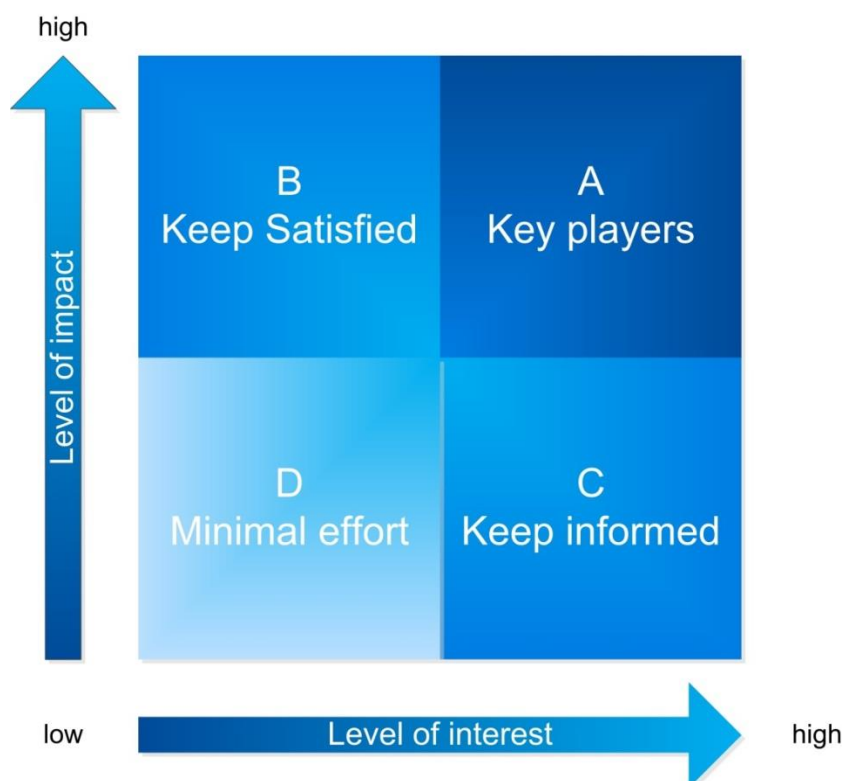 high
B
Keep Satisfied
A
Key players
Level of impact
D
Minimal effort
C
Keep informed
low
Level of interest
high